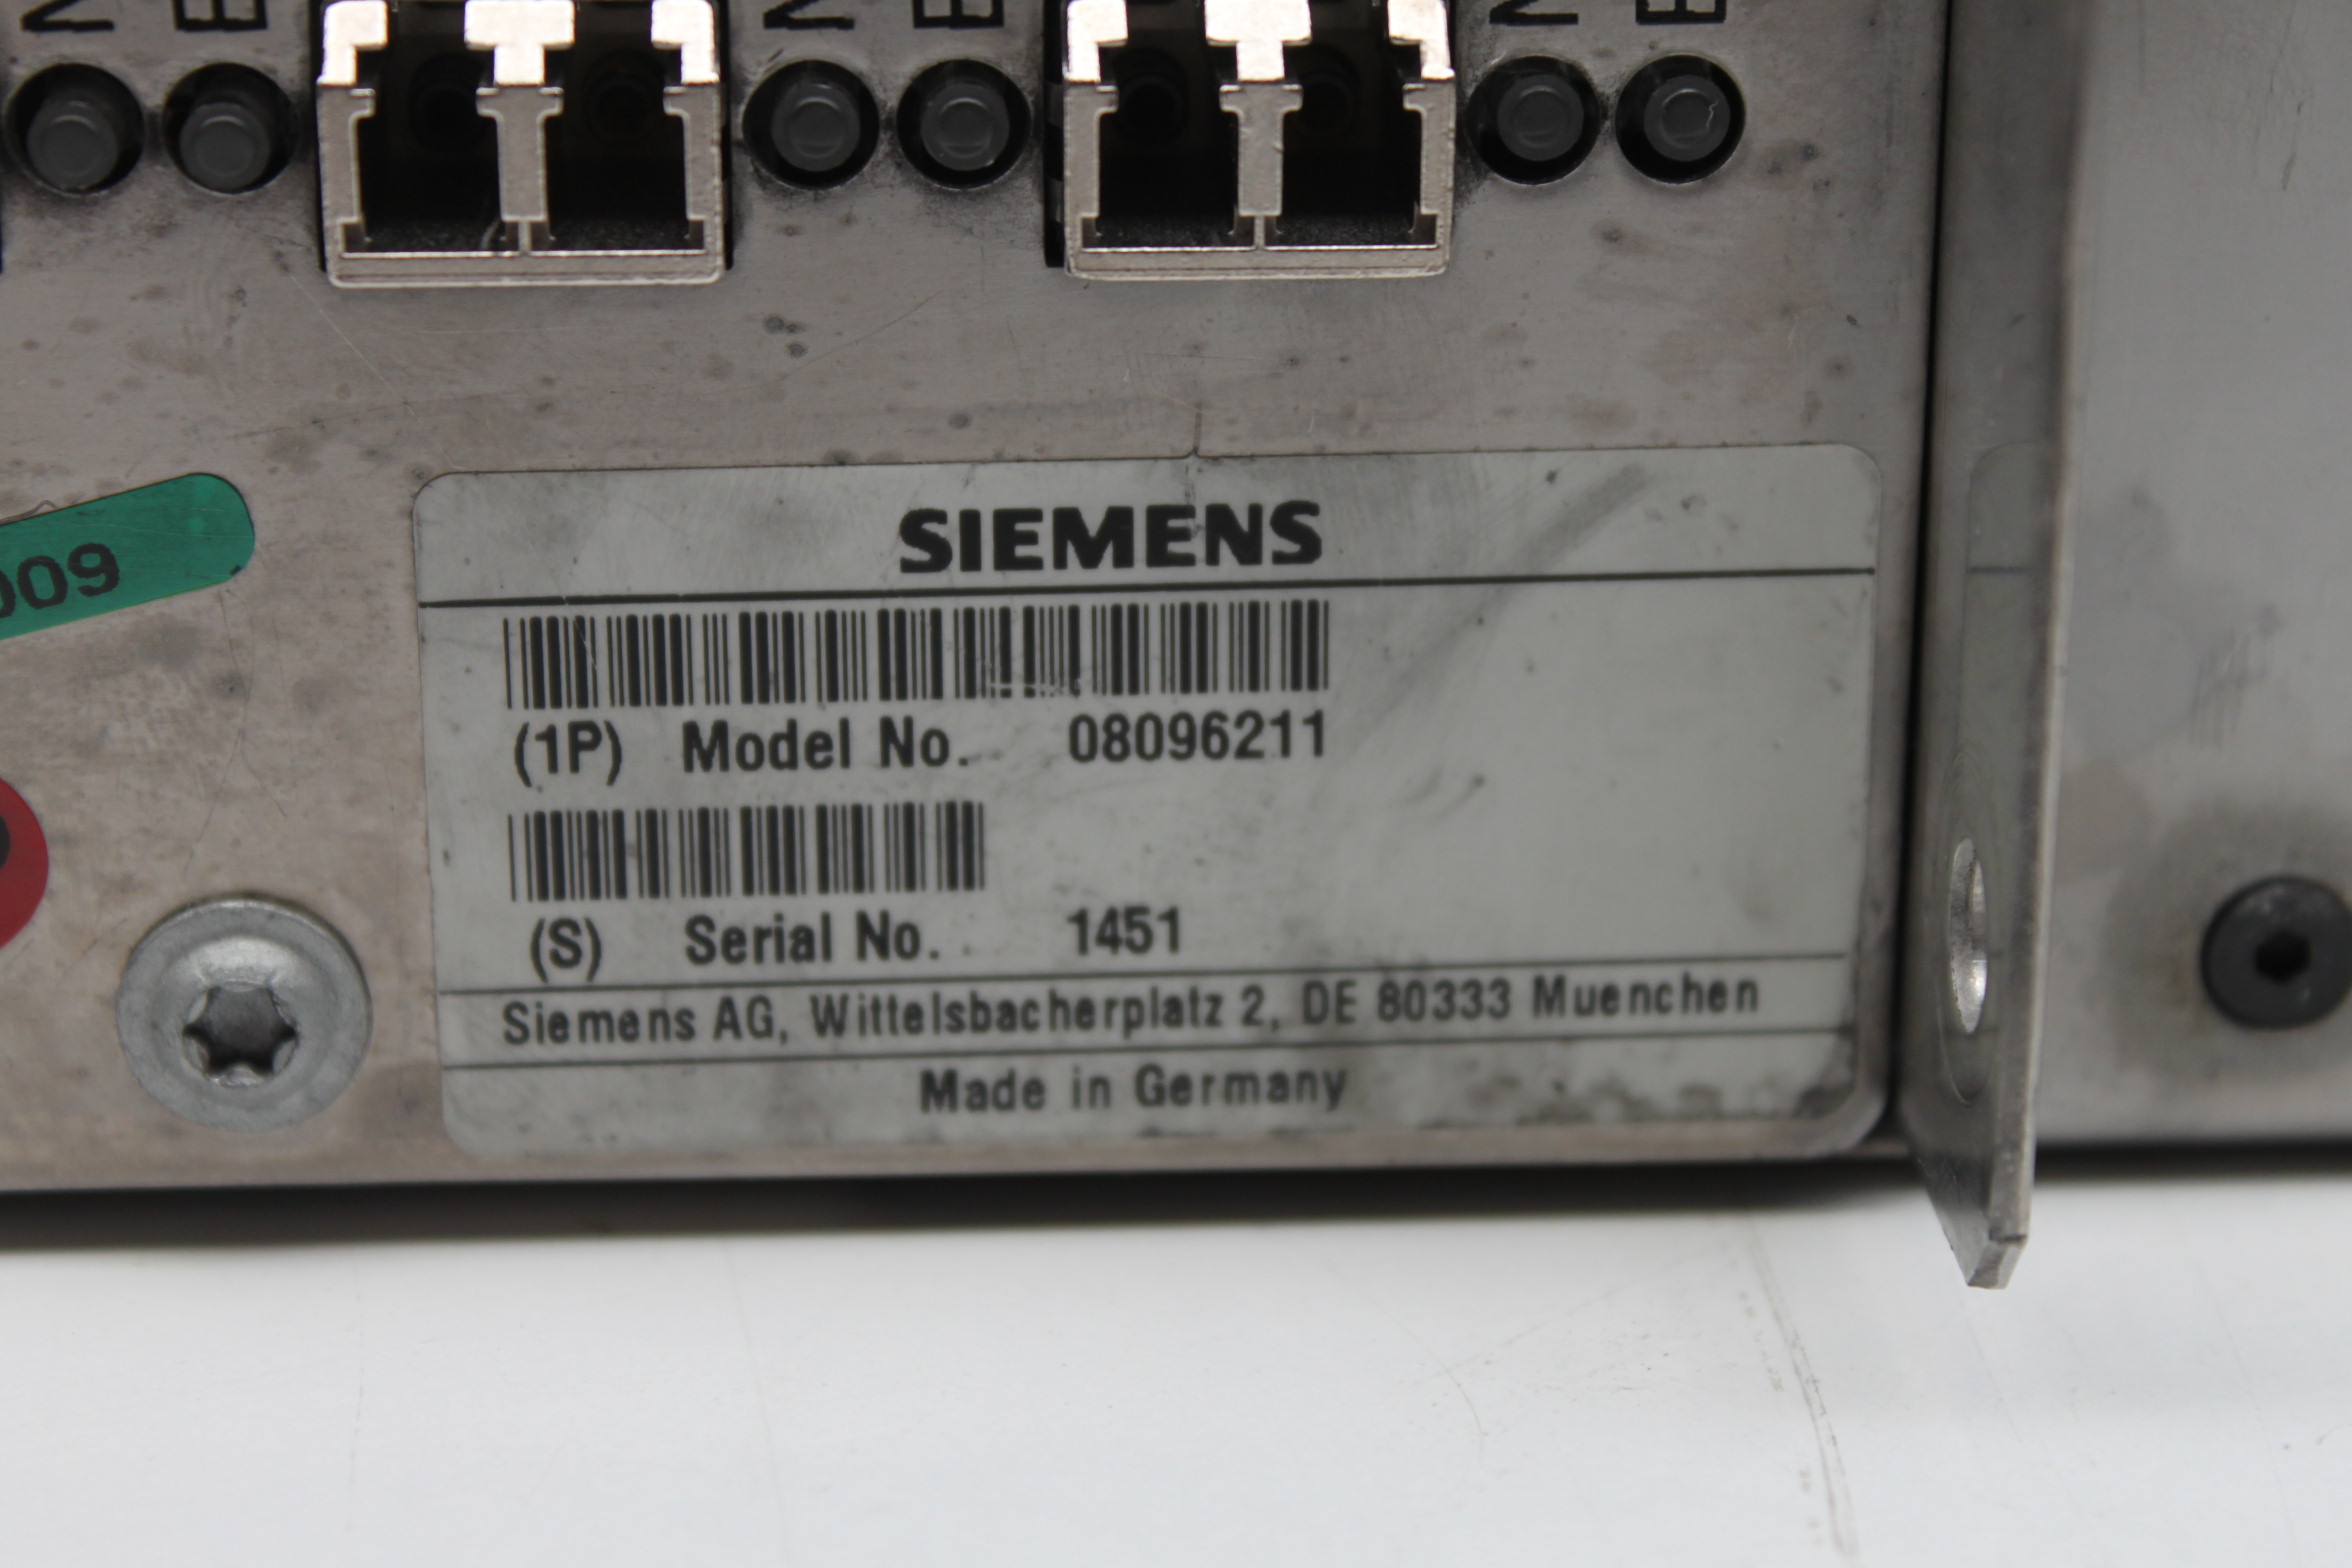 009
SIEMENS
(1P) Model No. 08096211
(S) Serial No. 1451
Siemens AG, Wittelsbacherplatz 2, DE 80333 Muenchen
Made in Germany